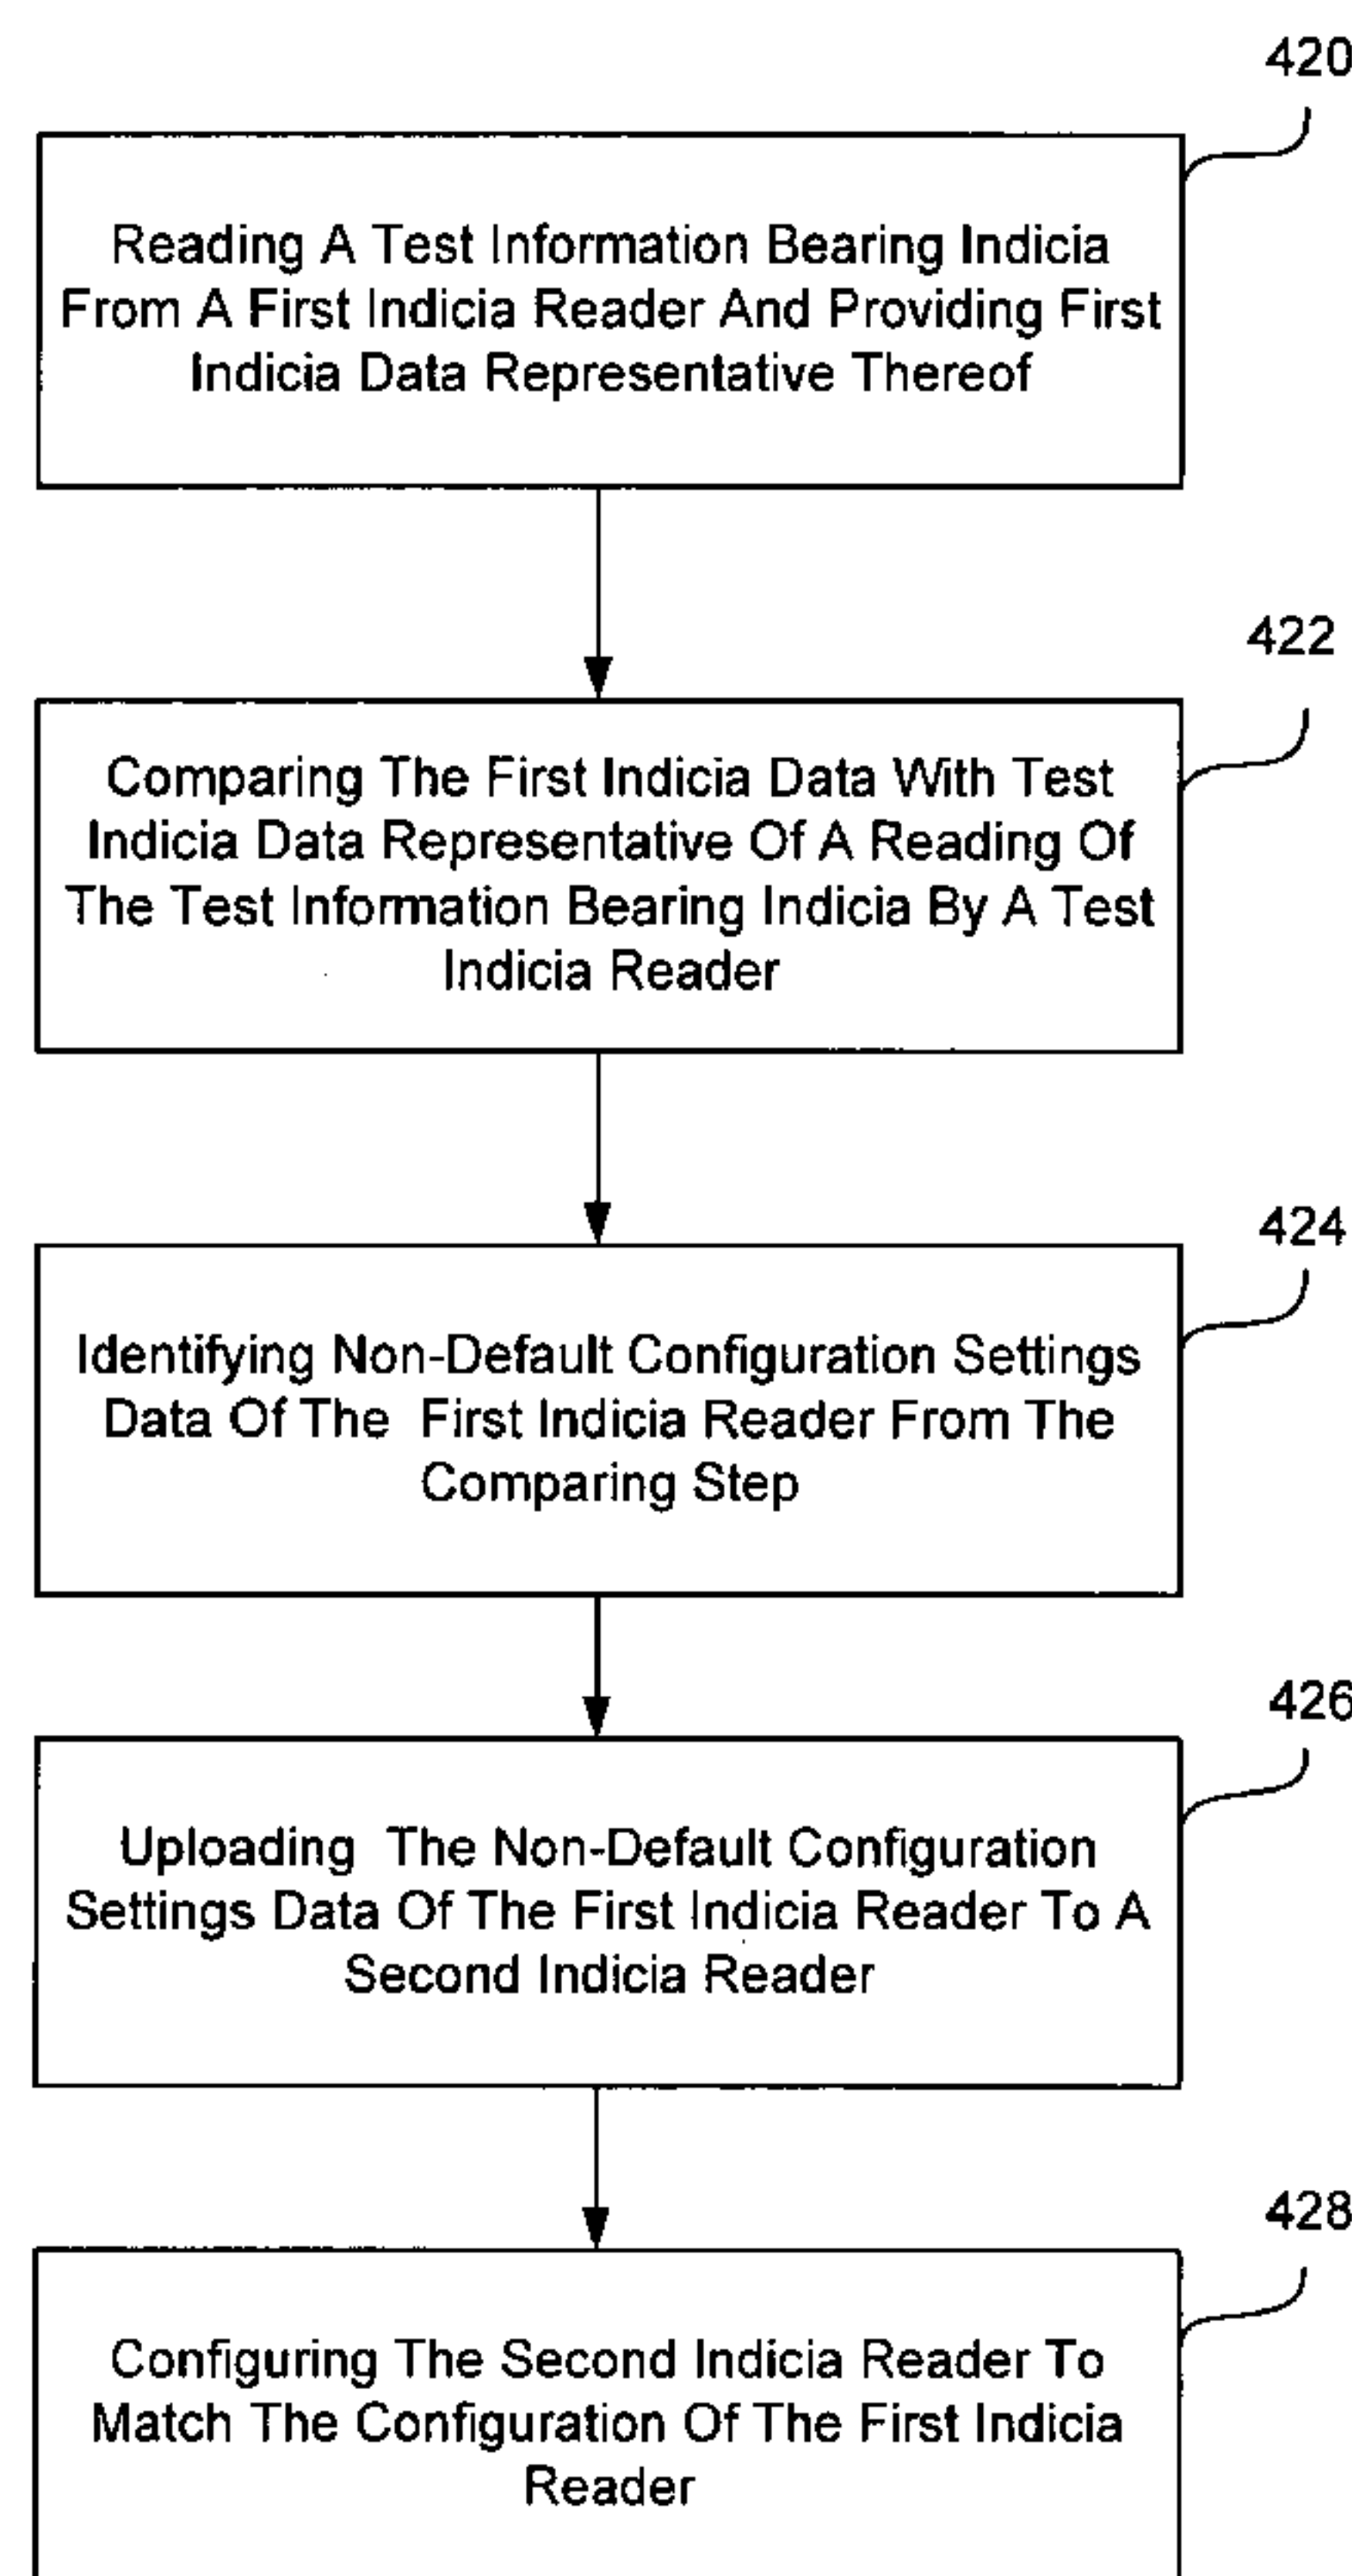 420
Reading A Test Information Bearing Indicia
From A First Indicia Reader And Providing First
Indicia Data Representative Thereof
422
Comparing The First Indicia Data With Test
Indicia Data Representative Of A Reading Of
The Test Information Bearing Indicia By A Test
Indicia Reader
424
Identifying Non-Default Configuration Settings
Data Of The First Indicia Reader From The
Comparing Step
426
Uploading The Non-Default Configuration
Settings Data Of The First Indicia Reader To A
Second Indicia Reader
428
Configuring The Second Indicia Reader To
Match The Configuration Of The First Indicia
Reader